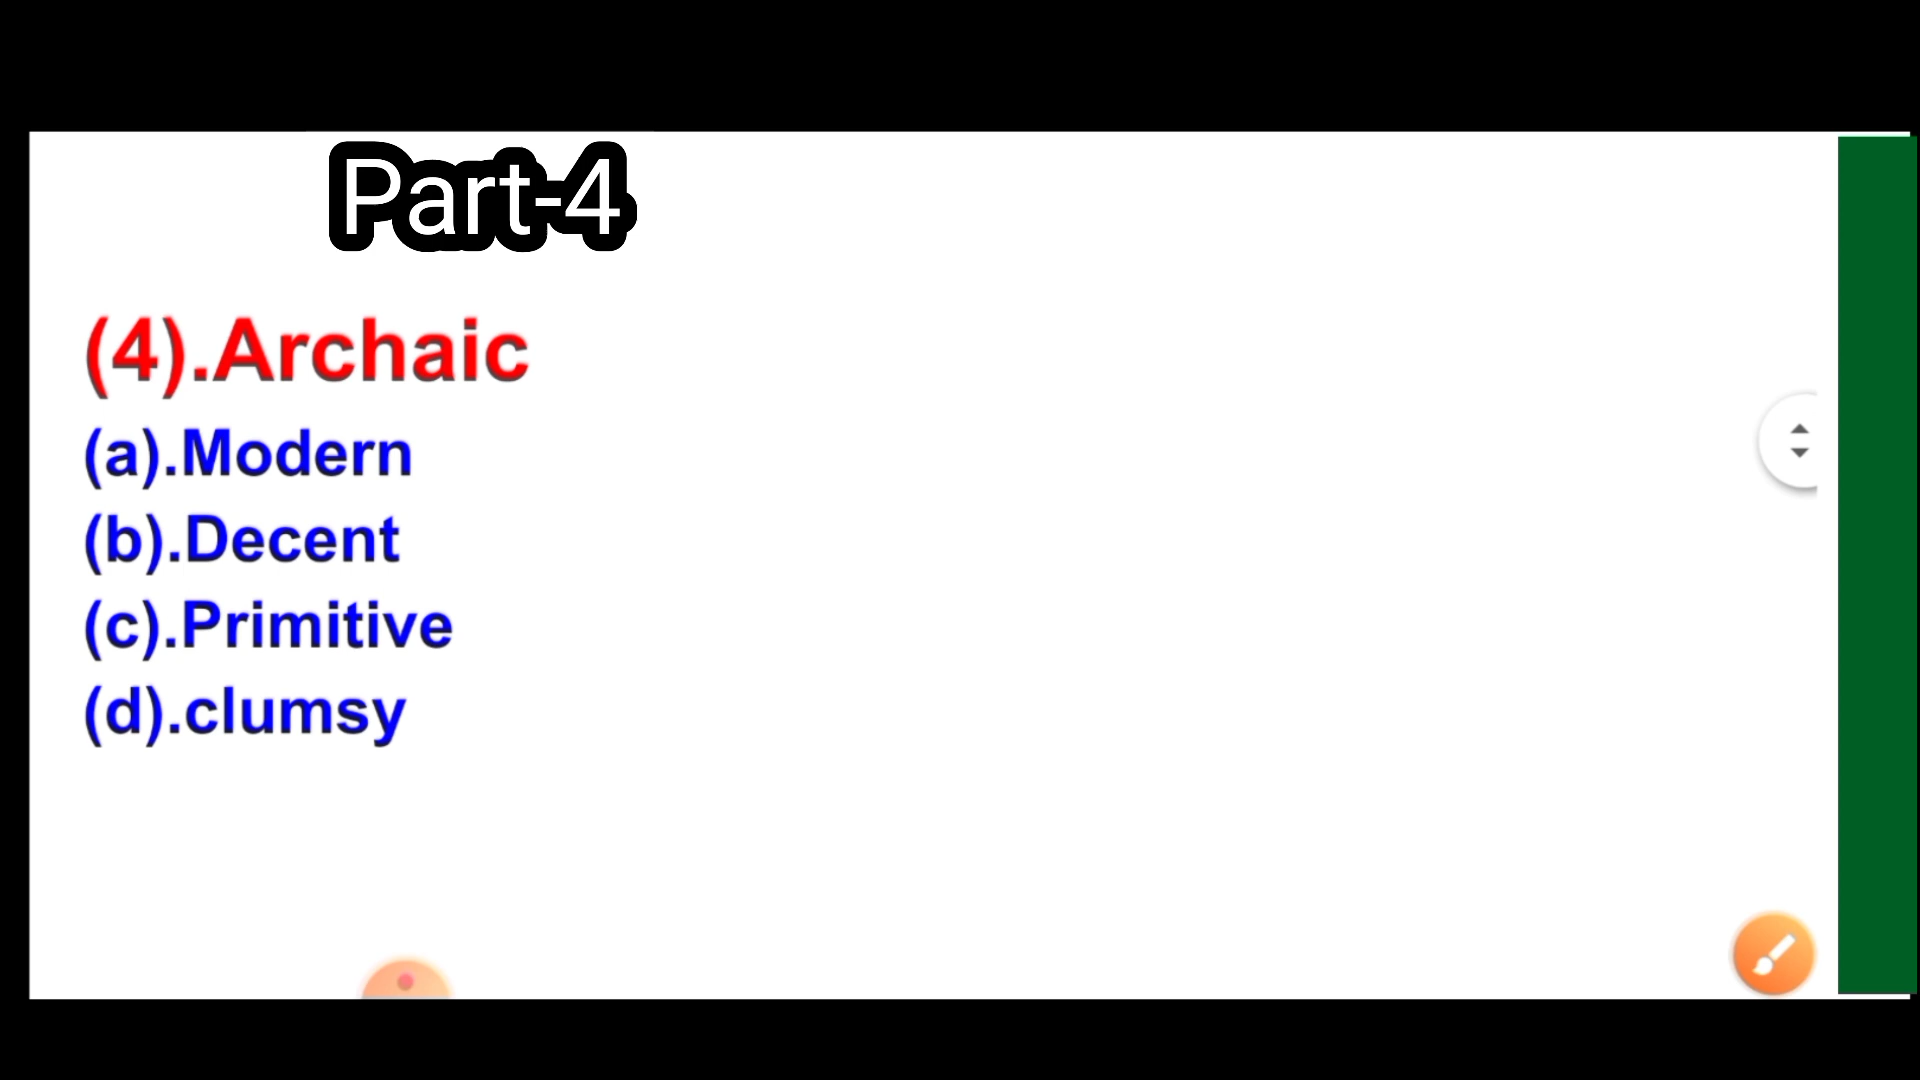 Part-4
(4).Archaic
(a).Modern
(b).Decent
(c).Primitive
(d).clumsy